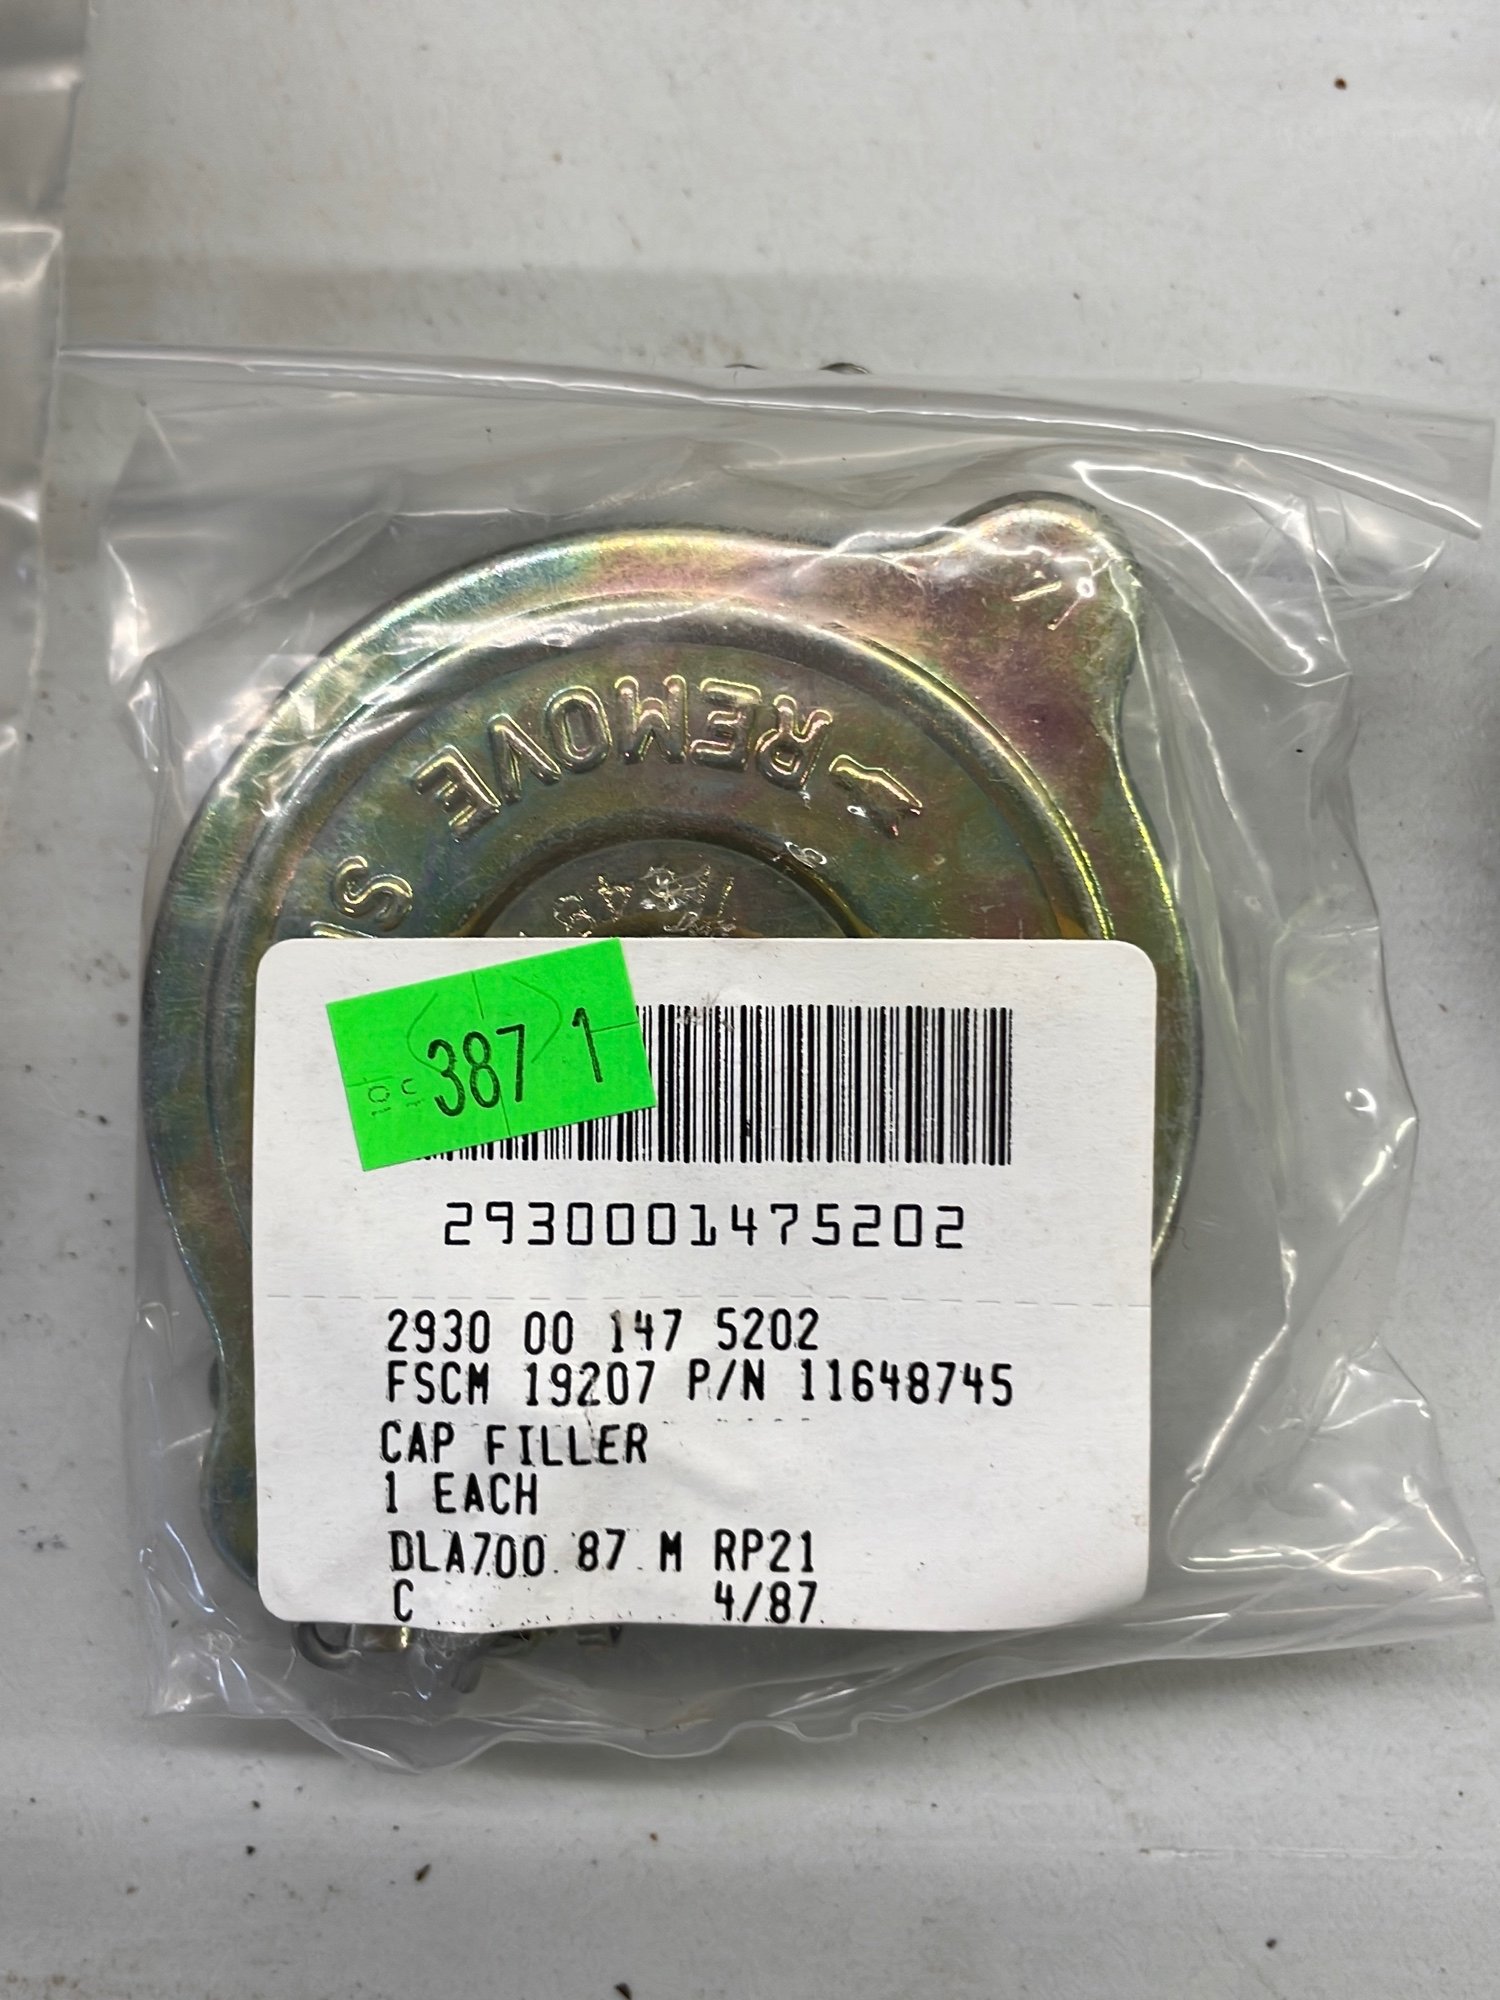 REMOVE
387 1
2930001475202
2930 00 147 5202
FSCM 19207 P/N 11648745
CAP FILLER
1 EACH
DLA700 87 M RP21
C 4/87